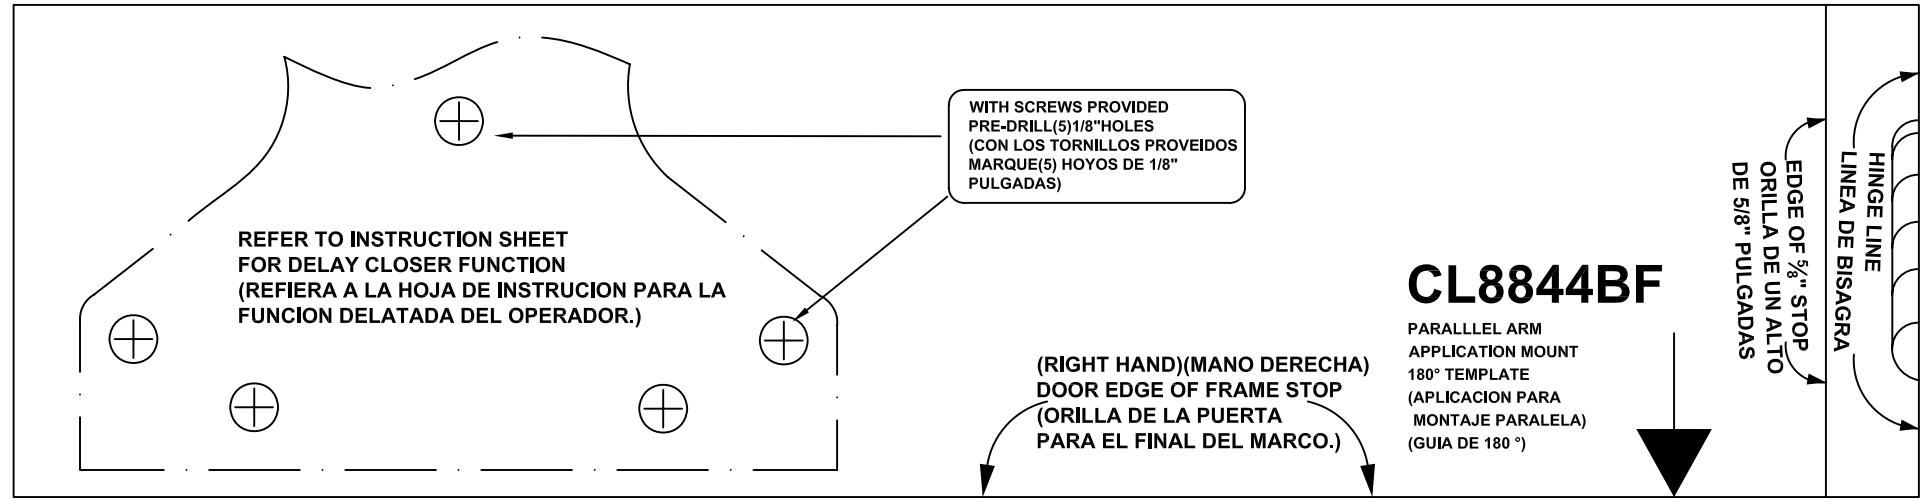 WITH SCREWS PROVIDED
PRE-DRILL(5)1/8"HOLES
(CON LOS TORNILLOS PROVEIDOS
MARQUE(5) HOYOS DE 1/8"
PULGADAS)
REFER TO INSTRUCTION SHEET
FOR DELAY CLOSER FUNCTION
(REFIERA A LA HOJA DE INSTRUCION PARA LA
FUNCION DELATADA DEL OPERADOR.)
(RIGHT HAND)(MANO DERECHA)
DOOR EDGE OF FRAME STOP
(ORILLA DE LA PUERTA
PARA EL FINAL DEL MARCO.)
CL8844BF
PARALLLEL ARM
APPLICATION MOUNT
180° TEMPLATE
(APLICACION PARA
MONTAJE PARALELA)
(GUIA DE 180 °)
EDGE OF ⅝" STOP
ORILLA DE UN ALTO
DE 5/8" PULGADAS
HINGE LINE
LINEA DE BISAGRA